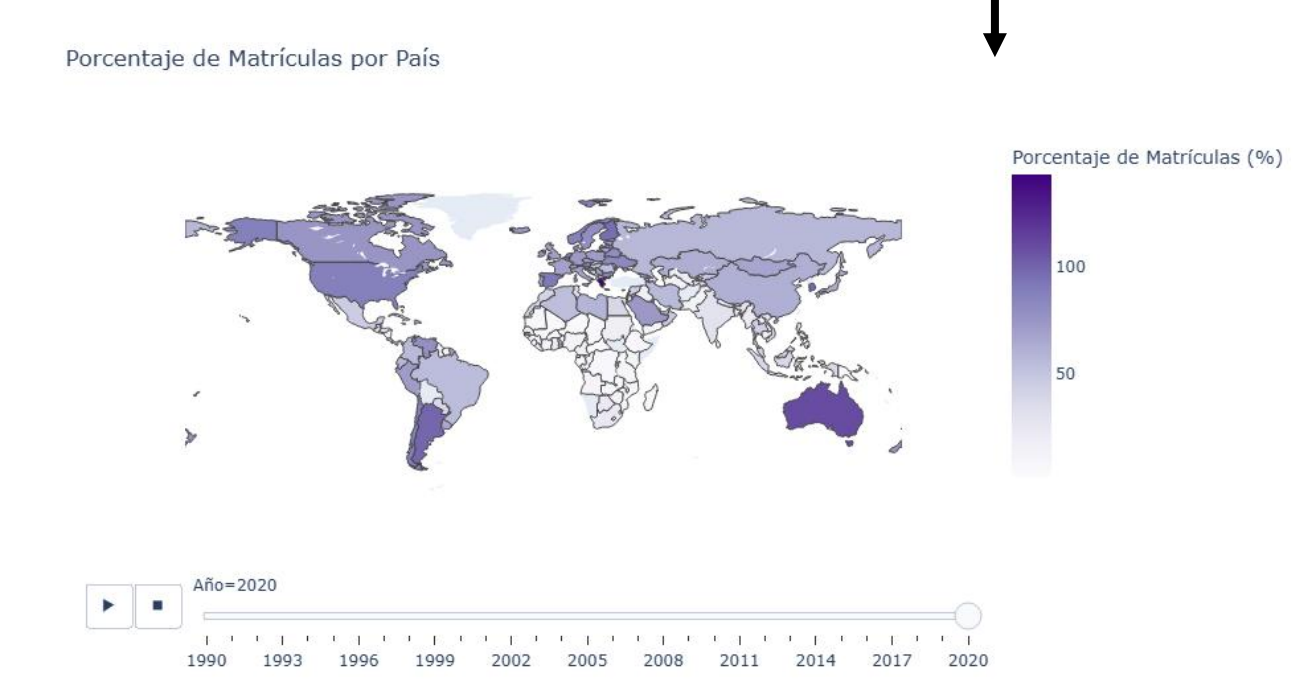 Porcentaje de Matrículas por País
Porcentaje de Matrículas (%)
100
50
Año=2020
1990 1993 1996 1999 2002 2005 2008 2011 2014 2017 2020